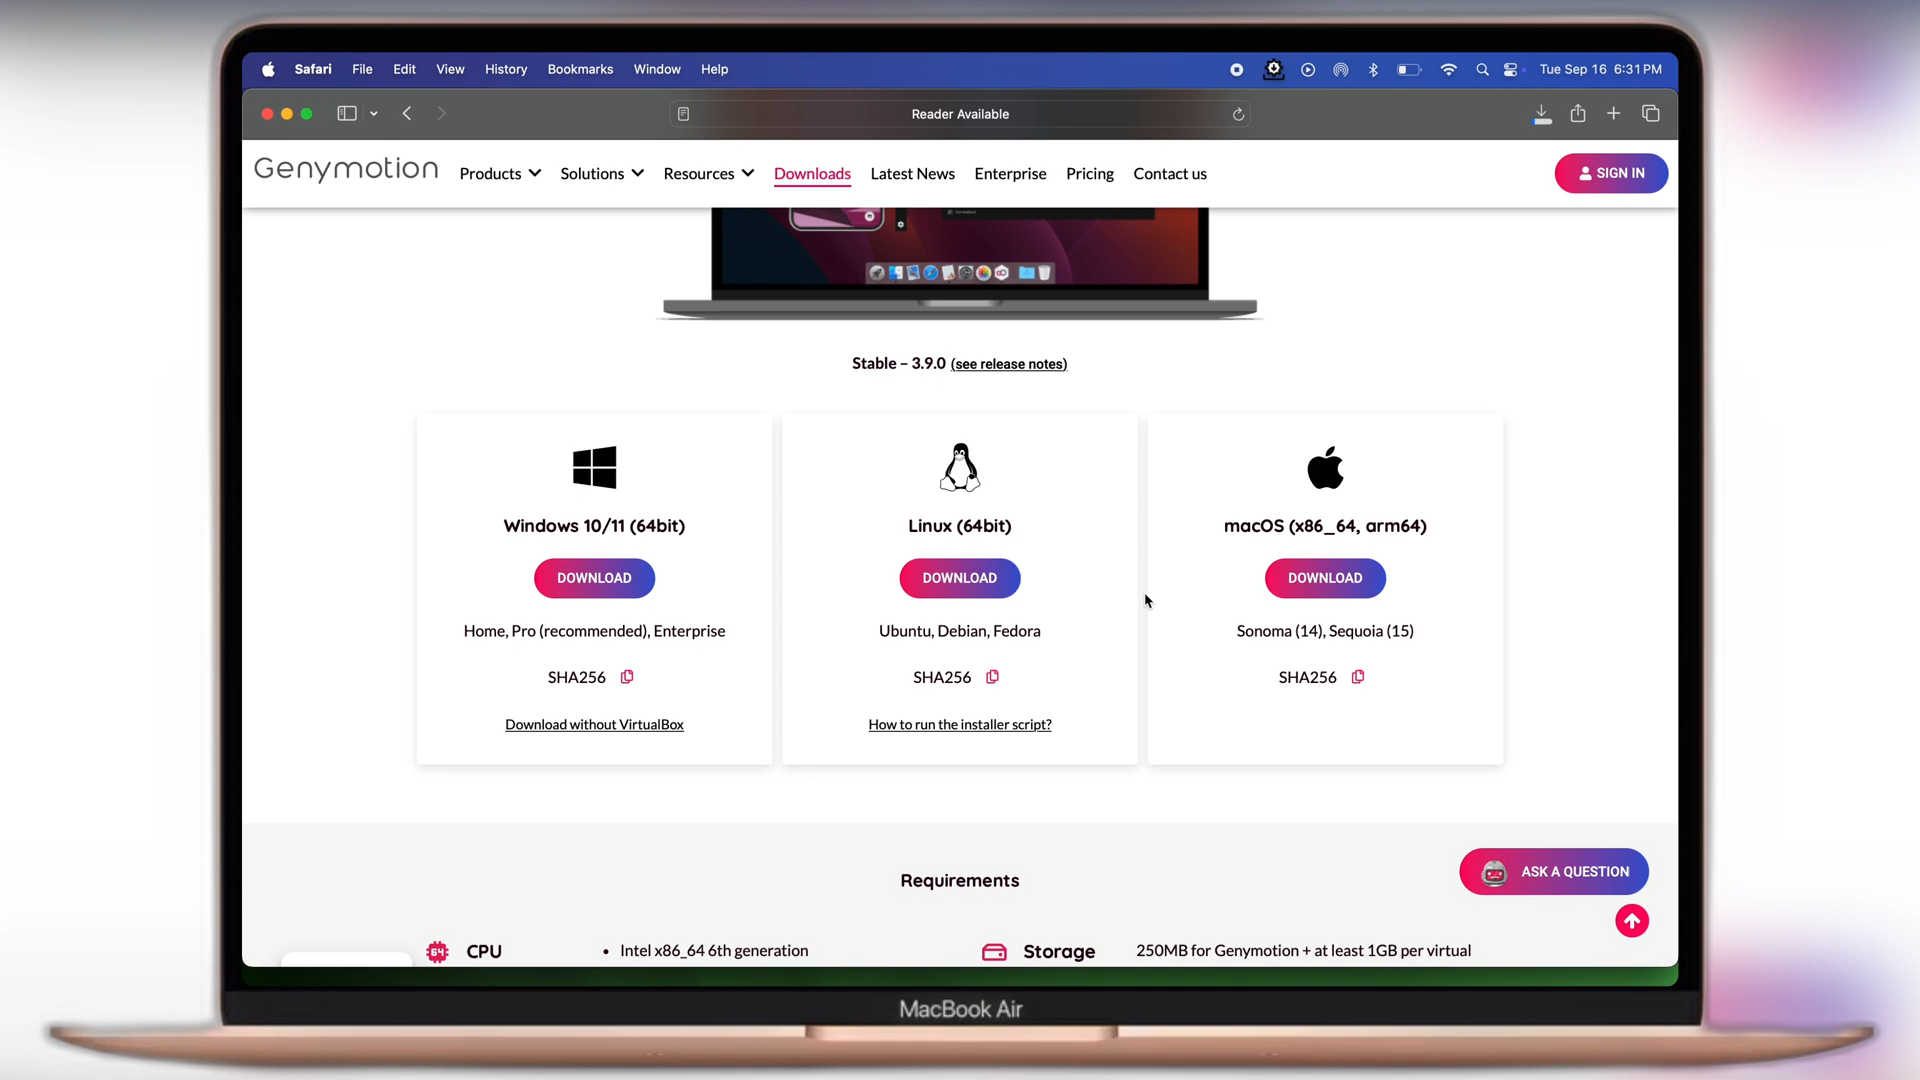 Safari File Edit View History Bookmarks Window Help Tue Sep 16 6:31 PM
Reader Available
Genymotion Products Solutions Resources Downloads Latest News Enterprise Pricing Contact us SIGN IN
Stable – 3.9.0 (see release notes)
Windows 10/11 (64bit)
DOWNLOAD
Home, Pro (recommended), Enterprise
SHA256
Download without VirtualBox
Linux (64bit)
DOWNLOAD
Ubuntu, Debian, Fedora
SHA256
How to run the installer script?
macOS (x86_64, arm64)
DOWNLOAD
Sonoma (14), Sequoia (15)
SHA256
Requirements
ASK A QUESTION
64 CPU
• Intel x86_64 6th generation
Storage
250MB for Genymotion + at least 1GB per virtual
MacBook Air